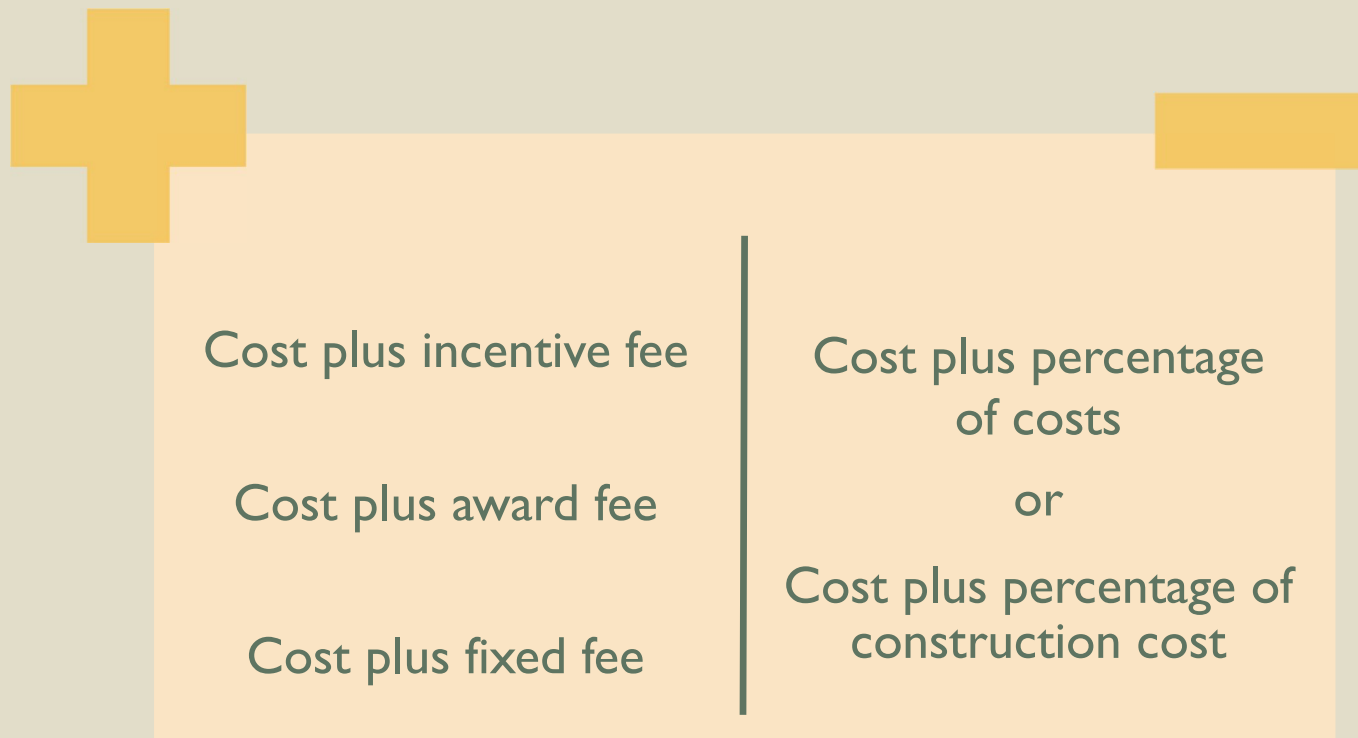 Cost plus incentive fee
Cost plus award fee
Cost plus fixed fee
Cost plus percentage
of costs
or
Cost plus percentage of
construction cost